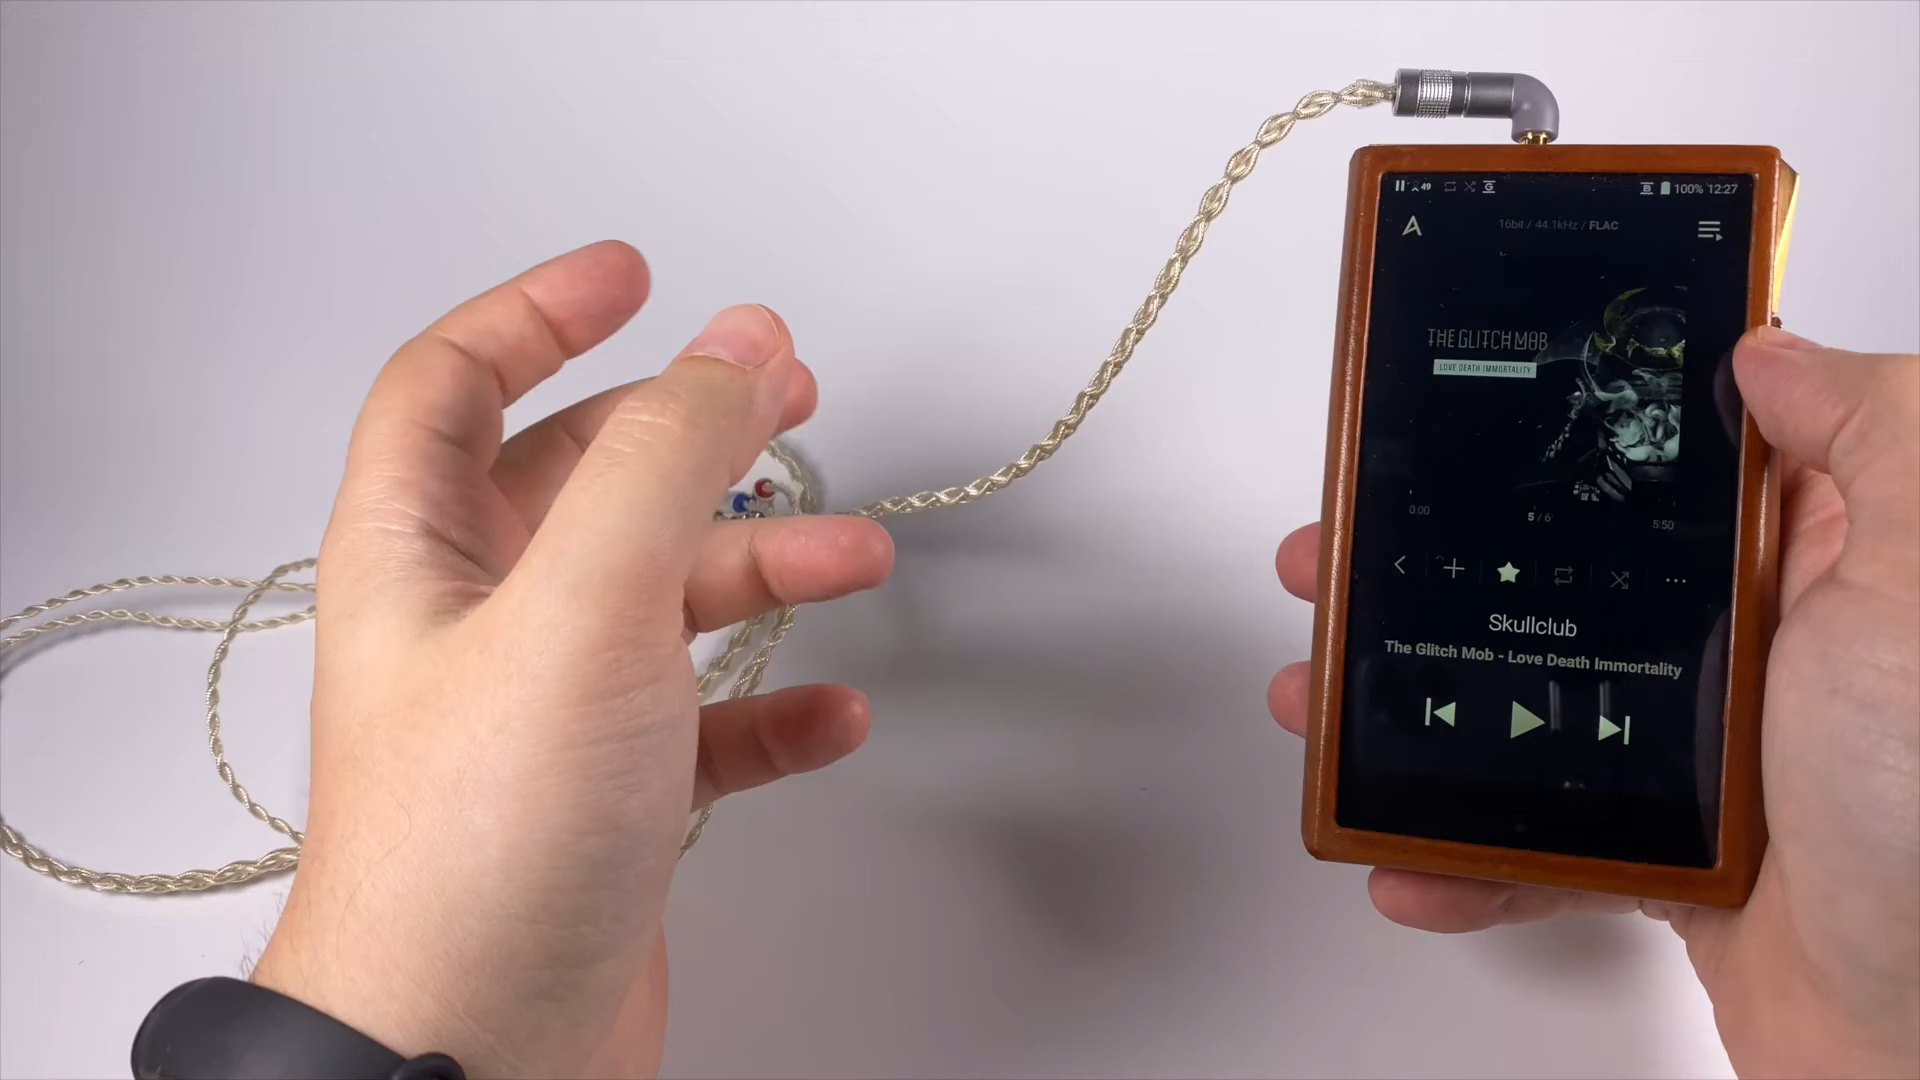 49 G B 100% 12:27
16bit / 44.1kHz / FLAC
THE GLITCH MOB
LOVE DEATH IMMORTALITY
0:00 5 / 6 5:50
Skullclub
The Glitch Mob - Love Death Immortality